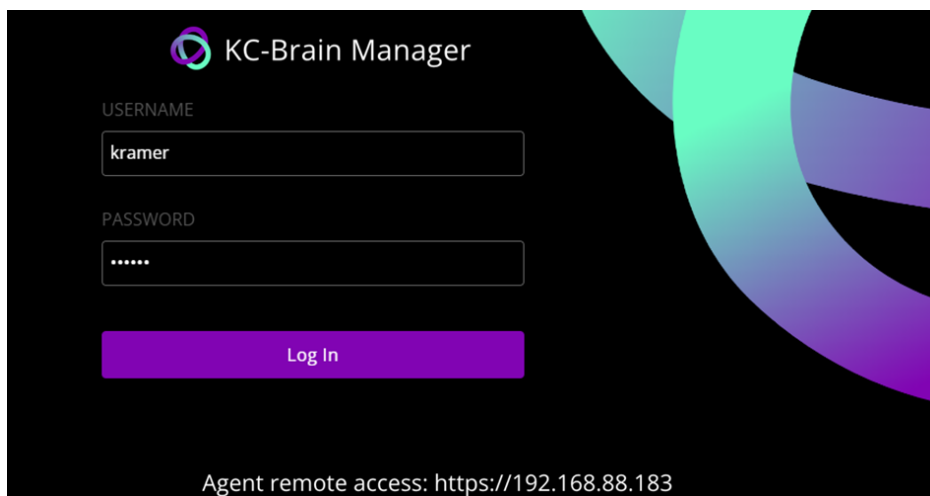 KC-Brain Manager
USERNAME
kramer
PASSWORD
••••••
Log In
Agent remote access: https://192.168.88.183